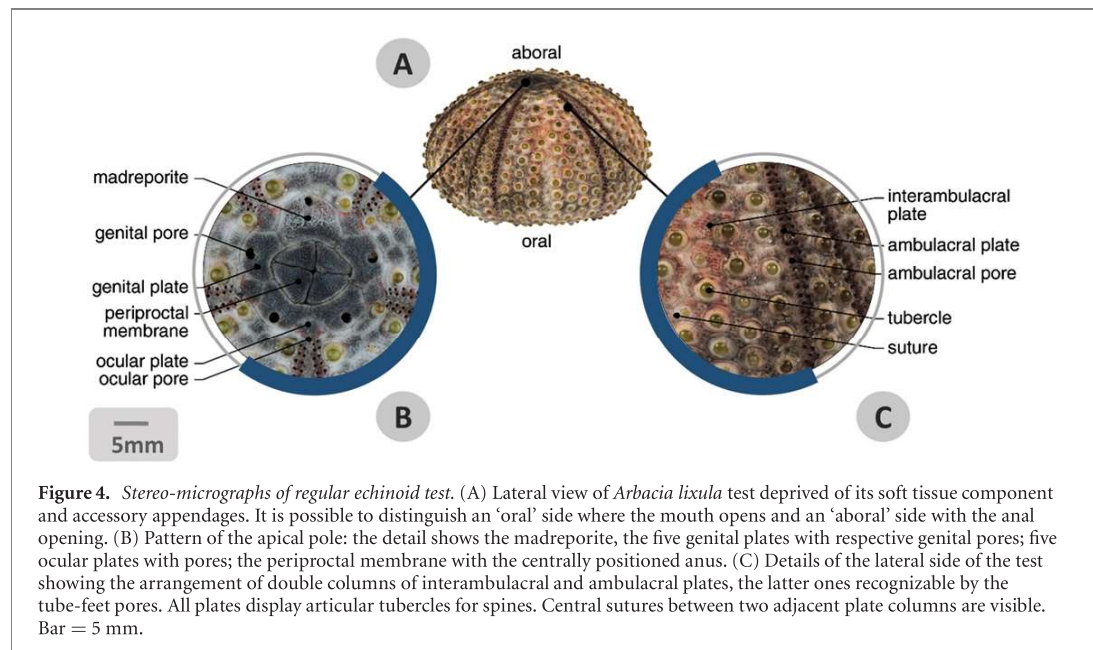 A
aboral
oral
madreporite
genital pore
genital plate
periproctal
membrane
ocular plate
ocular pore
B
5mm
interambulacral
plate
ambulacral plate
ambulacral pore
tubercle
suture
C
Figure 4. Stereo-micrographs of regular echinoid test. (A) Lateral view of Arbacia lixula test deprived of its soft tissue component
and accessory appendages. It is possible to distinguish an ‘oral’ side where the mouth opens and an ‘aboral’ side with the anal
opening. (B) Pattern of the apical pole: the detail shows the madreporite, the five genital plates with respective genital pores; five
ocular plates with pores; the periproctal membrane with the centrally positioned anus. (C) Details of the lateral side of the test
showing the arrangement of double columns of interambulacral and ambulacral plates, the latter ones recognizable by the
tube-feet pores. All plates display articular tubercles for spines. Central sutures between two adjacent plate columns are visible.
Bar = 5 mm.